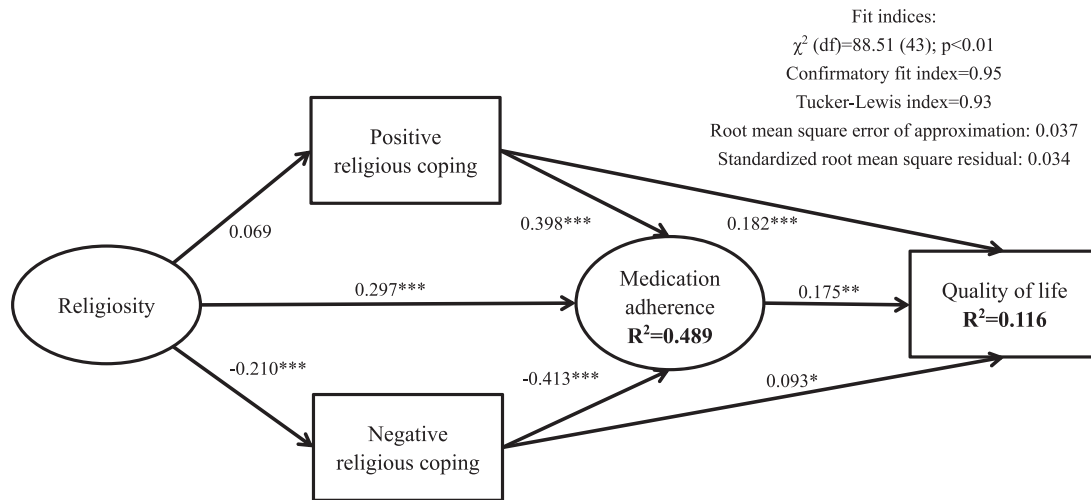 Fit indices:
χ² (df)=88.51 (43); p<0.01
Confirmatory fit index=0.95
Tucker-Lewis index=0.93
Root mean square error of approximation: 0.037
Standardized root mean square residual: 0.034
Positive
religious coping
0.069
0.398***
0.182***
Religiosity
0.297***
Medication
adherence
R²=0.489
0.175**
Quality of life
R²=0.116
-0.210***
-0.413***
0.093*
Negative
religious coping